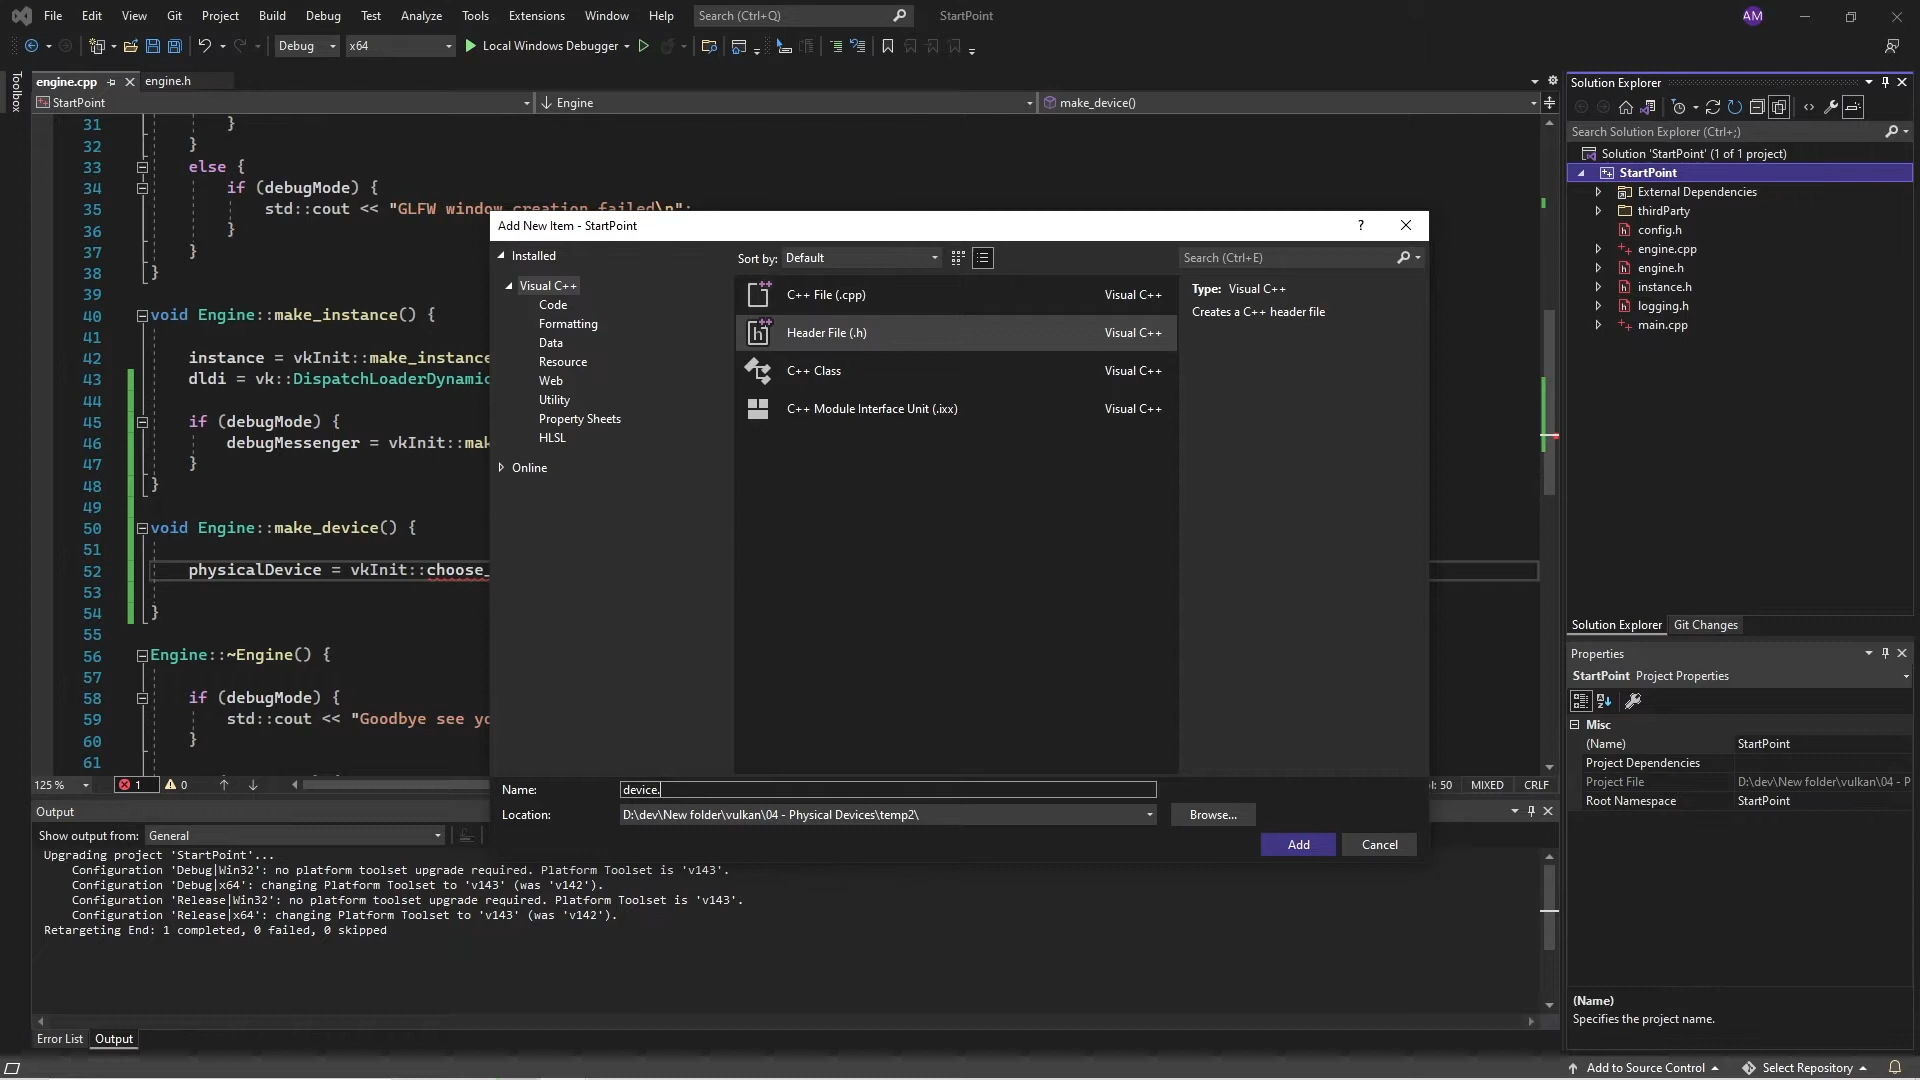 File Edit View Git Project Build Debug Test Analyze Tools Extensions Window Help Search (Ctrl+Q) StartPoint AM
Debug x64 Local Windows Debugger
Toolbox
engine.cpp engine.h
StartPoint Engine make_device()
31 }
32 }
33 else {
34 if (debugMode) {
35 std::cout << "GLFW window creation failed\n";
36 }
37 }
38 }
39
40 void Engine::make_instance() {
41
42 instance = vkInit::make_instance
43 dldi = vk::DispatchLoaderDynamic
44
45 if (debugMode) {
46 debugMessenger = vkInit::mak
47 }
48 }
49
50 void Engine::make_device() {
51
52 physicalDevice = vkInit::choose_
53
54 }
55
56 Engine::~Engine() {
57
58 if (debugMode) {
59 std::cout << "Goodbye see yo
60 }
61
125 % 1 0 : 50 MIXED CRLF
Add New Item - StartPoint ?
Installed
Visual C++
Code
Formatting
Data
Resource
Web
Utility
Property Sheets
HLSL
Online
Sort by: Default
C++ File (.cpp) Visual C++
Header File (.h) Visual C++
C++ Class Visual C++
C++ Module Interface Unit (.ixx) Visual C++
Search (Ctrl+E)
Type: Visual C++
Creates a C++ header file
Name: device.
Location: D:\dev\New folder\vulkan\04 - Physical Devices\temp2\ Browse...
Add Cancel
Output
Show output from: General
Upgrading project 'StartPoint'...
Configuration 'Debug|Win32': no platform toolset upgrade required. Platform Toolset is 'v143'.
Configuration 'Debug|x64': changing Platform Toolset to 'v143' (was 'v142').
Configuration 'Release|Win32': no platform toolset upgrade required. Platform Toolset is 'v143'.
Configuration 'Release|x64': changing Platform Toolset to 'v143' (was 'v142').
Retargeting End: 1 completed, 0 failed, 0 skipped
Error List Output
Solution Explorer
Search Solution Explorer (Ctrl+;)
Solution 'StartPoint' (1 of 1 project)
StartPoint
External Dependencies
thirdParty
config.h
engine.cpp
engine.h
instance.h
logging.h
main.cpp
Solution Explorer Git Changes
Properties
StartPoint Project Properties
Misc
(Name) StartPoint
Project Dependencies
Project File D:\dev\New folder\vulkan\04 - P
Root Namespace StartPoint
(Name)
Specifies the project name.
Add to Source Control Select Repository